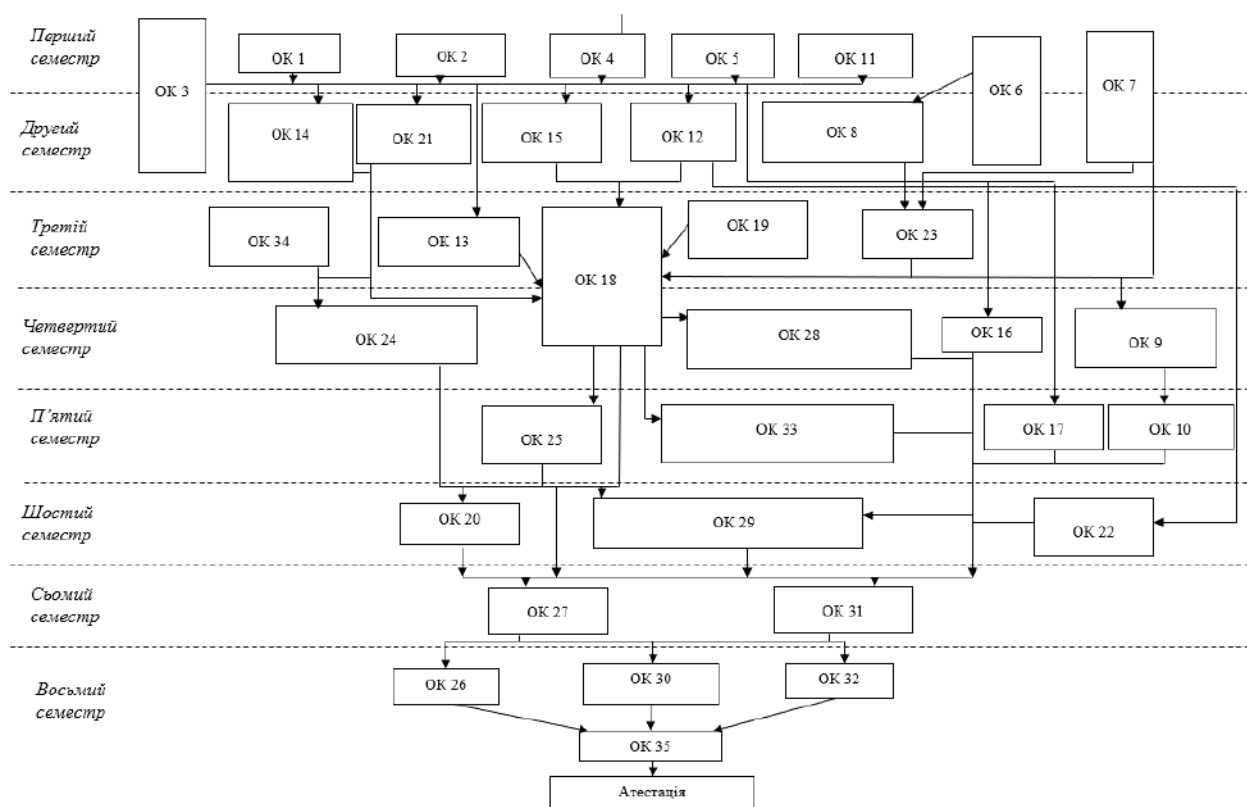 Перший
семестр
ОК 3
ОК 1
ОК 2
ОК 4
ОК 5
ОК 11
ОК 6
ОК 7
Другий
семестр
ОК 14
ОК 21
ОК 15
ОК 12
ОК 8
Третій
семестр
ОК 34
ОК 13
ОК 18
ОК 19
ОК 23
Четвертий
семестр
ОК 24
ОК 28
ОК 16
ОК 9
П’ятий
семестр
ОК 25
ОК 33
ОК 17
ОК 10
Шостий
семестр
ОК 20
ОК 29
ОК 22
Сьомий
семестр
ОК 27
ОК 31
Восьмий
семестр
ОК 26
ОК 30
ОК 32
ОК 35
Атестація